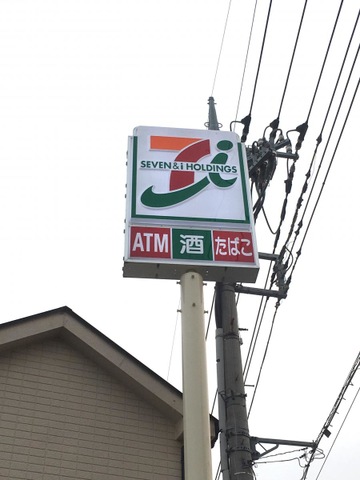 SEVEN & i HOLDINGS
ATM 酒 たばこ